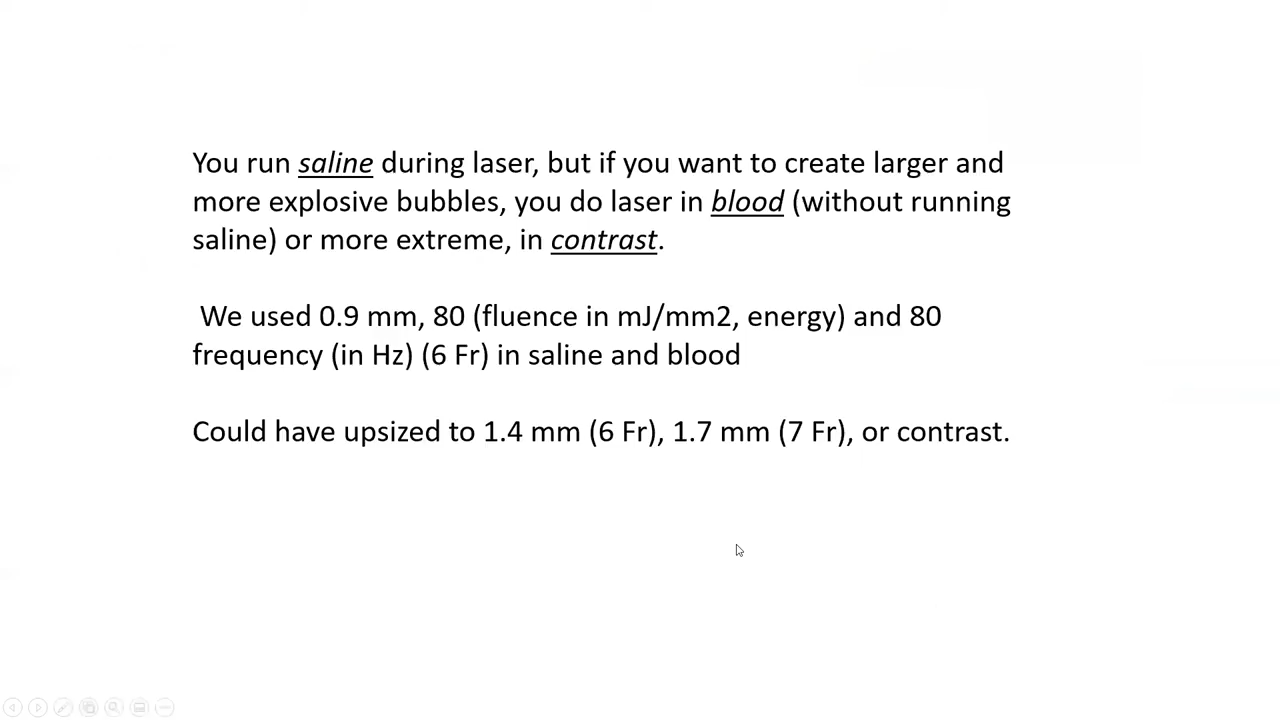 You run saline during laser, but if you want to create larger and
more explosive bubbles, you do laser in blood (without running
saline) or more extreme, in contrast.
We used 0.9 mm, 80 (fluence in mJ/mm2, energy) and 80
frequency (in Hz) (6 Fr) in saline and blood
Could have upsized to 1.4 mm (6 Fr), 1.7 mm (7 Fr), or contrast.